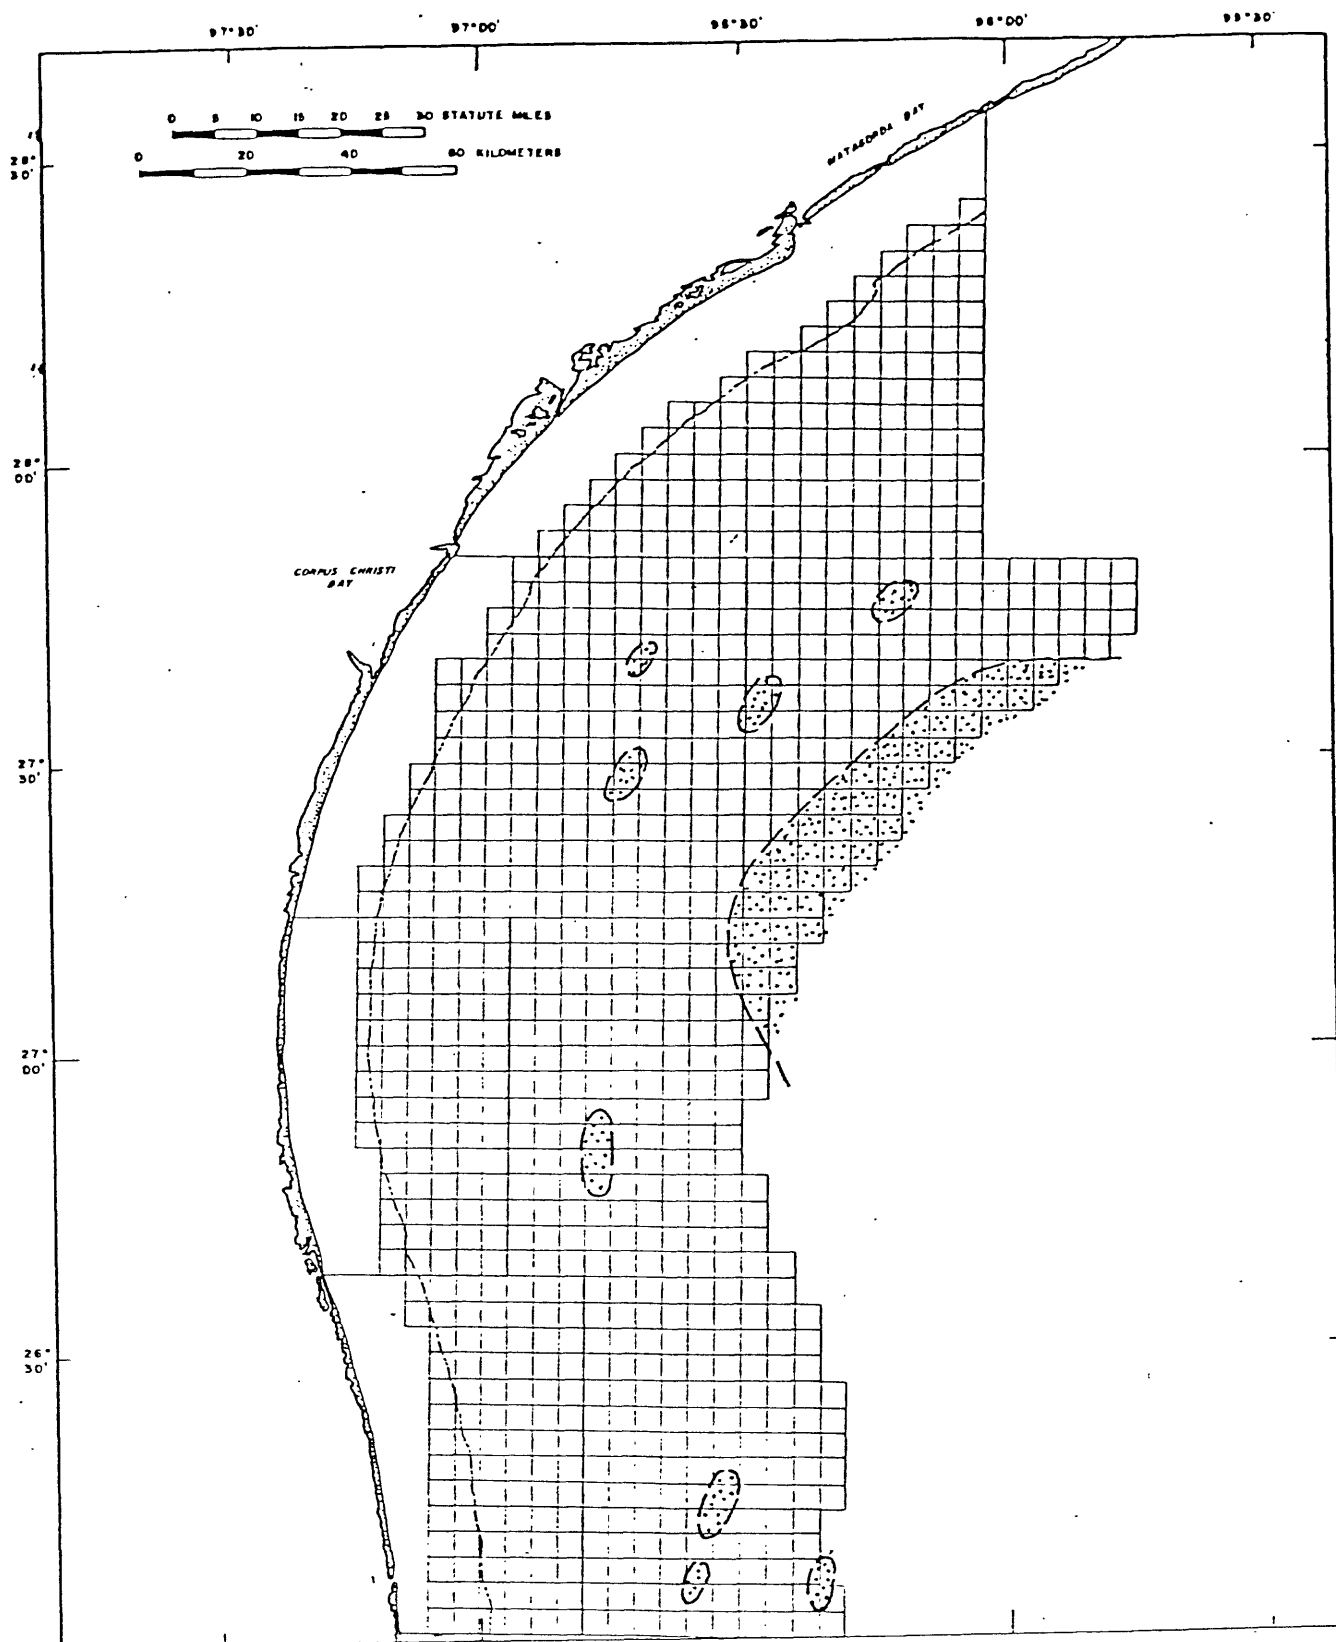 97°30' 97°00' 96°30' 96°00' 95°30'
0 5 10 15 20 25 30 STATUTE MILES
0 20 40 60 KILOMETERS
MATAGORDA BAY
28° 30'
28° 00'
CORPUS CHRISTI BAY
27° 30'
27° 00'
26° 30'